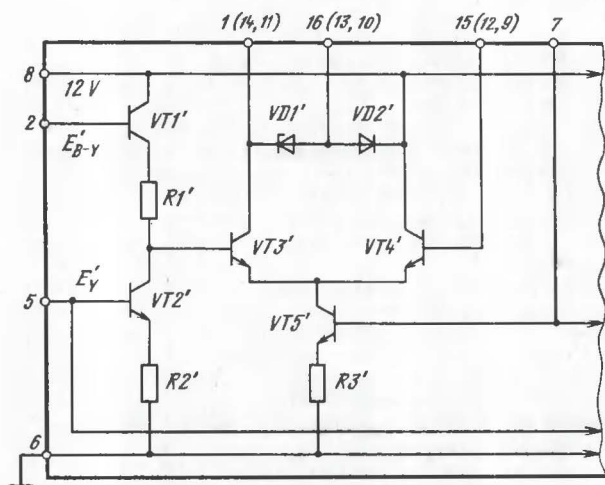 1 (14, 11) 16 (13, 10) 15 (12, 9) 7
8 12 V
2 VT1' VD1' VD2'
E'B-Y
R1'
VT3' VT4'
5 E'Y VT2'
VT5'
R2' R3'
6